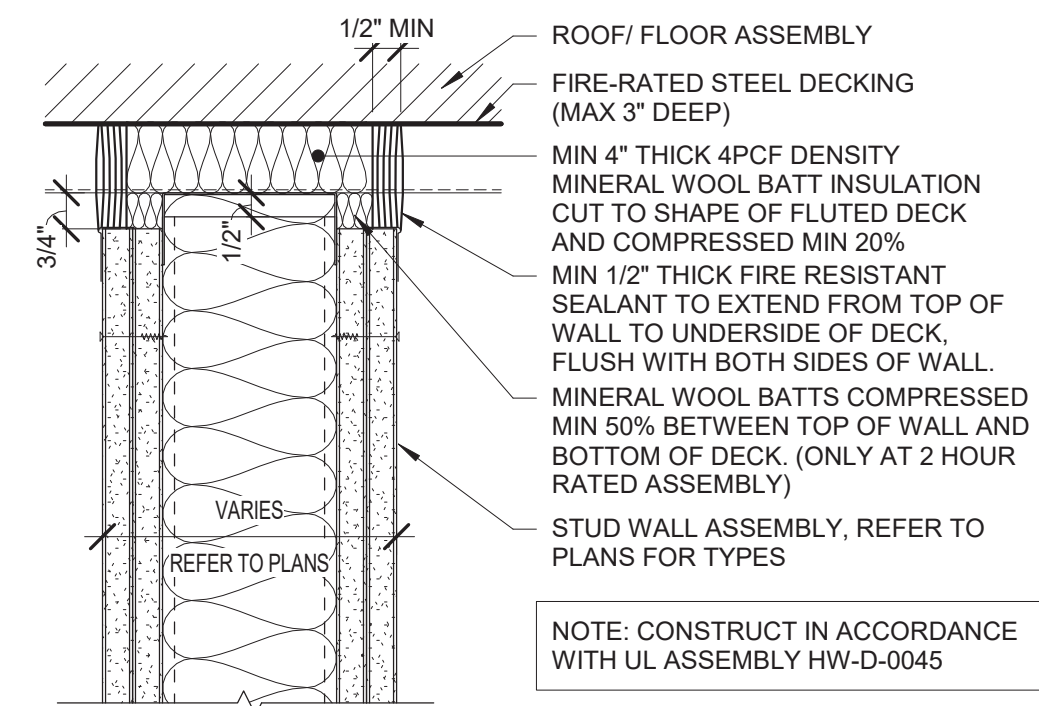 1/2" MIN
ROOF/ FLOOR ASSEMBLY
FIRE-RATED STEEL DECKING
(MAX 3" DEEP)
MIN 4" THICK 4PCF DENSITY
MINERAL WOOL BATT INSULATION
CUT TO SHAPE OF FLUTED DECK
AND COMPRESSED MIN 20%
3/4"
1/2"
MIN 1/2" THICK FIRE RESISTANT
SEALANT TO EXTEND FROM TOP OF
WALL TO UNDERSIDE OF DECK,
FLUSH WITH BOTH SIDES OF WALL.
MINERAL WOOL BATTS COMPRESSED
MIN 50% BETWEEN TOP OF WALL AND
BOTTOM OF DECK. (ONLY AT 2 HOUR
RATED ASSEMBLY)
VARIES
REFER TO PLANS
STUD WALL ASSEMBLY, REFER TO
PLANS FOR TYPES
NOTE: CONSTRUCT IN ACCORDANCE
WITH UL ASSEMBLY HW-D-0045